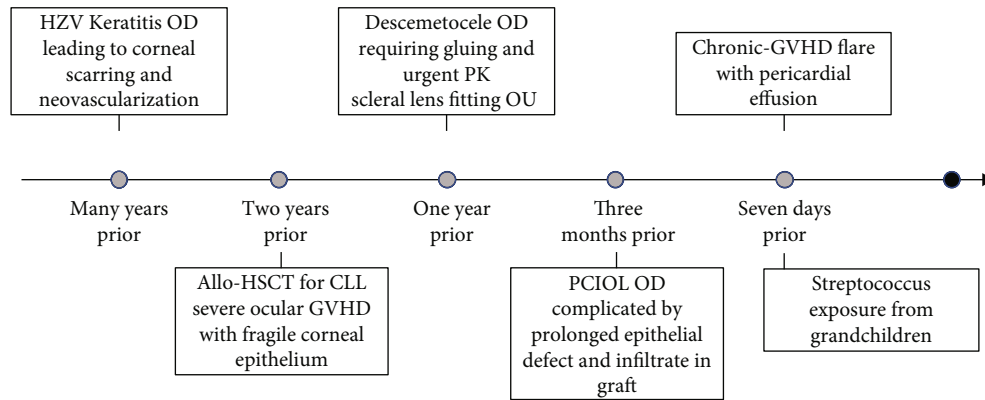 HZV Keratitis OD
leading to corneal
scarring and
neovascularization
Descemetocele OD
requiring gluing and
urgent PK
scleral lens fitting OU
Chronic-GVHD flare
with pericardial
effusion
Many years
prior
Two years
prior
One year
prior
Three
months prior
Seven days
prior
Allo-HSCT for CLL
severe ocular GVHD
with fragile corneal
epithelium
PCIOL OD
complicated by
prolonged epithelial
defect and infiltrate in
graft
Streptococcus
exposure from
grandchildren